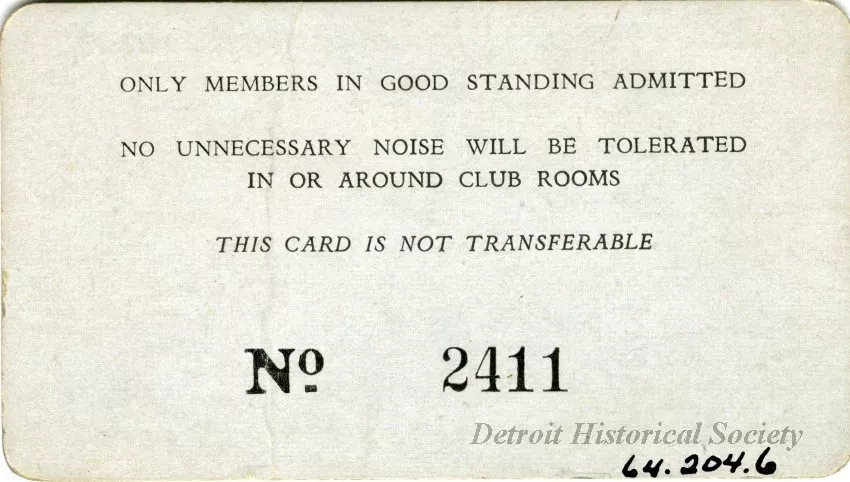 ONLY MEMBERS IN GOOD STANDING ADMITTED
NO UNNECESSARY NOISE WILL BE TOLERATED
IN OR AROUND CLUB ROOMS
THIS CARD IS NOT TRANSFERABLE
Nº 2411
Detroit Historical Society
64.204.6